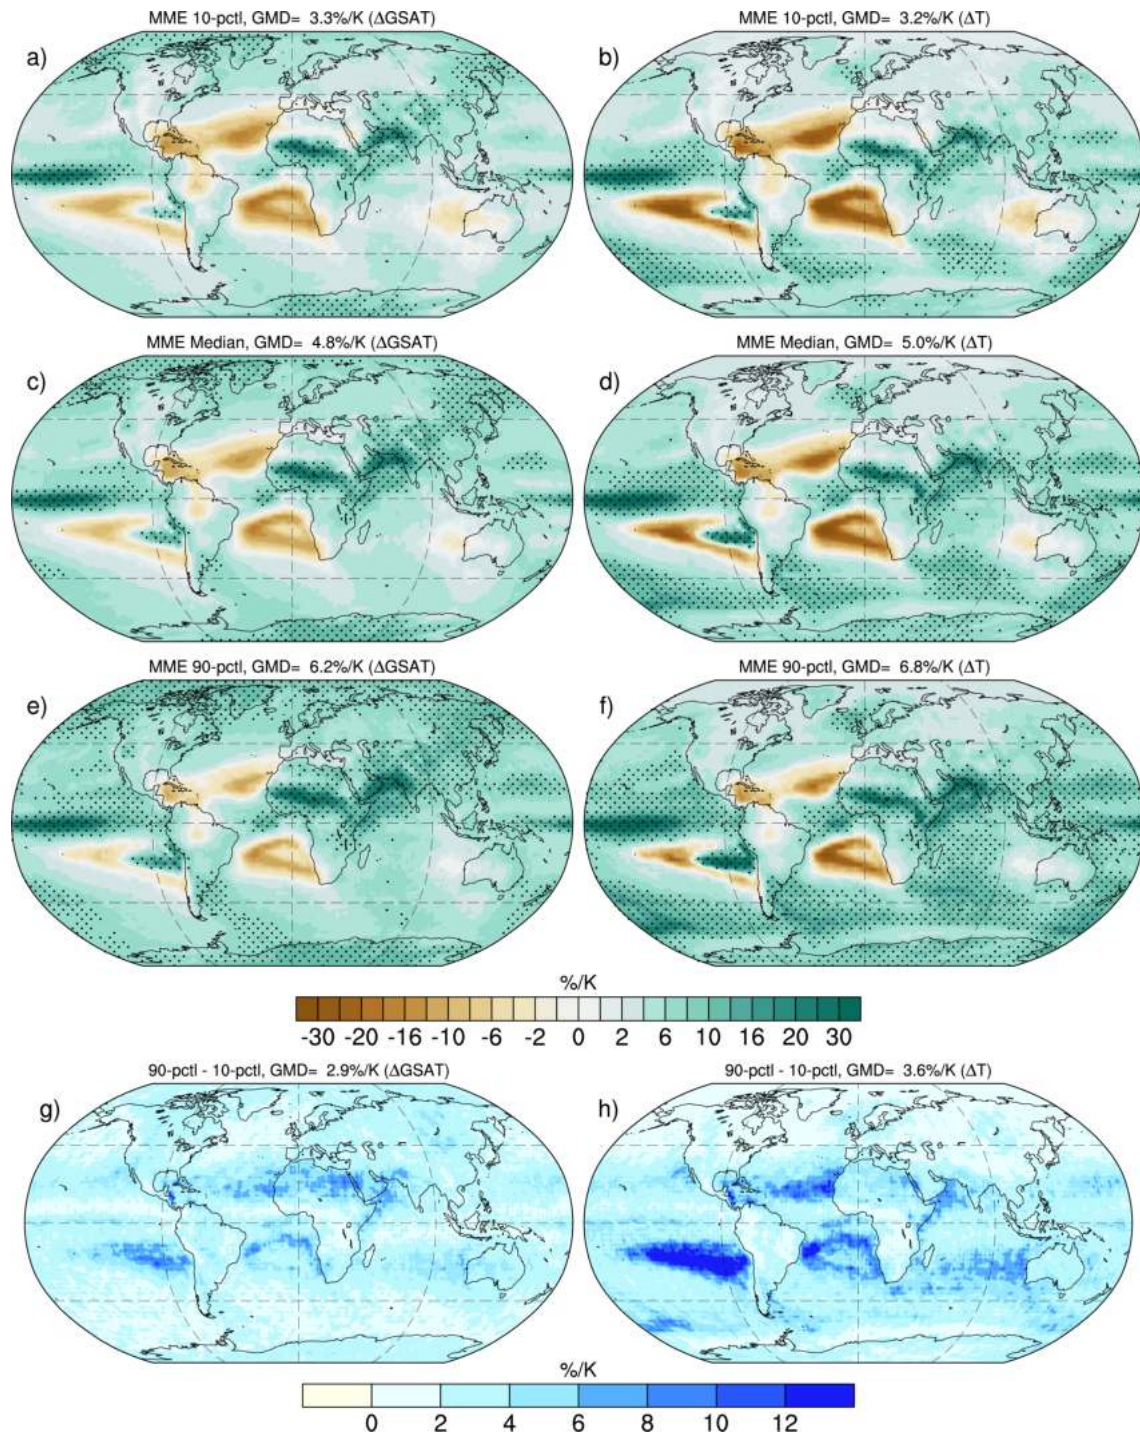 MME 10-pctl, GMD= 3.3%/K (ΔGSAT)
MME 10-pctl, GMD= 3.2%/K (ΔT)
a)
b)
MME Median, GMD= 4.8%/K (ΔGSAT)
MME Median, GMD= 5.0%/K (ΔT)
c)
d)
MME 90-pctl, GMD= 6.2%/K (ΔGSAT)
MME 90-pctl, GMD= 6.8%/K (ΔT)
e)
f)
%/K
-30 -20 -16 -10 -6 -2 0 2 6 10 16 20 30
90-pctl - 10-pctl, GMD= 2.9%/K (ΔGSAT)
90-pctl - 10-pctl, GMD= 3.6%/K (ΔT)
g)
h)
%/K
0 2 4 6 8 10 12